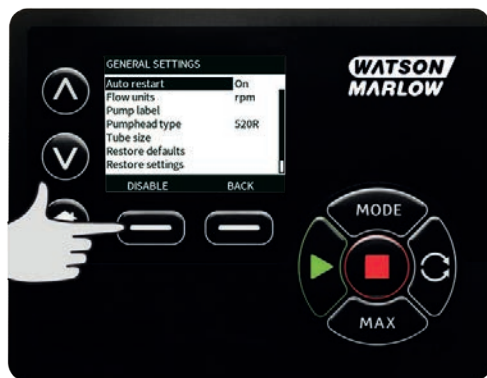 GENERAL SETTINGS
Auto restart On
Flow units rpm
Pump label
Pumphead type 520R
Tube size
Restore defaults
Restore settings
DISABLE BACK
WATSON
MARLOW
MODE
MAX